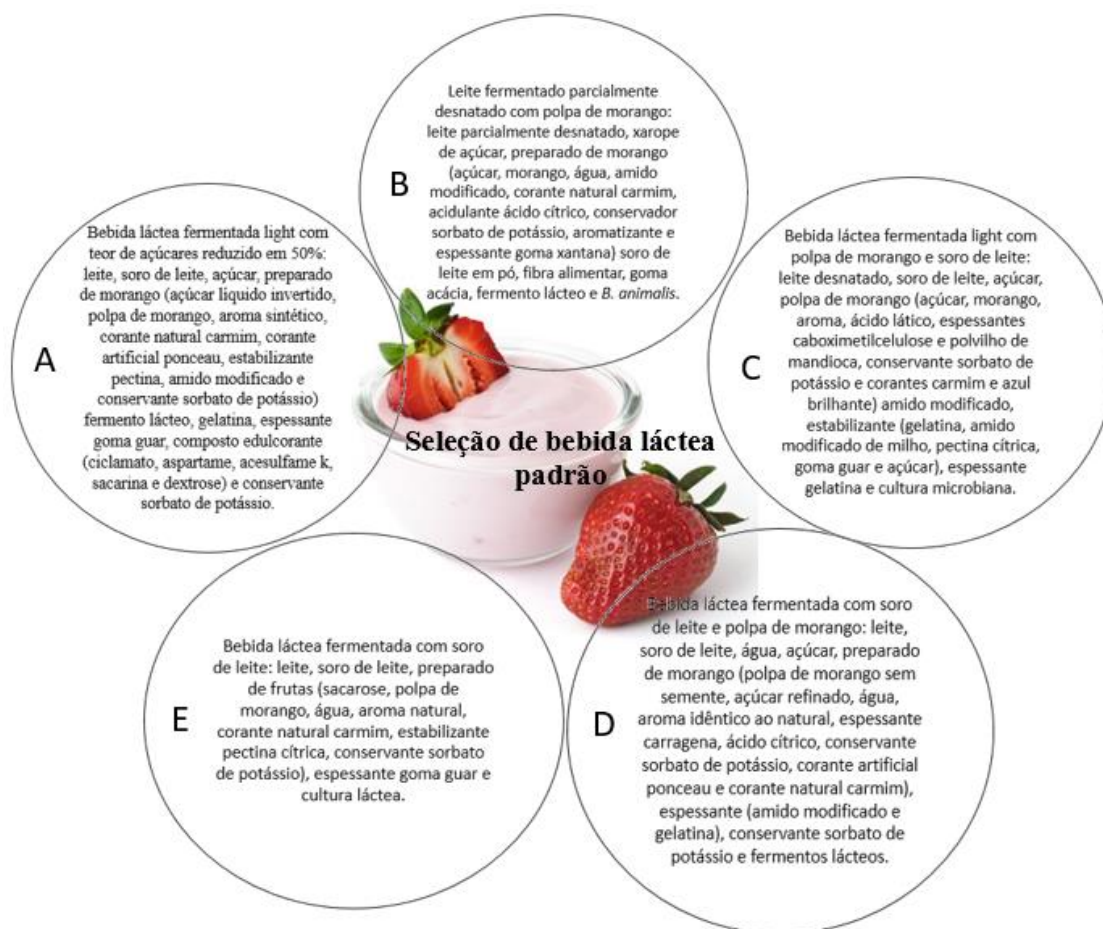 A
Bebida láctea fermentada light com
teor de açúcares reduzido em 50%:
leite, soro de leite, açúcar, preparado
de morango (açúcar líquido invertido,
polpa de morango, aroma sintético,
corante natural carmim, corante
artificial ponceau, estabilizante
pectina, amido modificado e
conservante sorbato de potássio)
fermento lácteo, gelatina, espessante
goma guar, composto edulcorante
(ciclamato, aspartame, acesulfame k,
sacarina e dextrose) e conservante
sorbato de potássio.
B
Leite fermentado parcialmente
desnatado com polpa de morango:
leite parcialmente desnatado, xarope
de açúcar, preparado de morango
(açúcar, morango, água, amido
modificado, corante natural carmim,
acidulante ácido cítrico, conservador
sorbato de potássio, aromatizante e
espessante goma xantana) soro de
leite em pó, fibra alimentar, goma
acácia, fermento lácteo e B. animalis.
C
Bebida láctea fermentada light com
polpa de morango e soro de leite:
leite desnatado, soro de leite, açúcar,
polpa de morango (açúcar, morango,
aroma, ácido lático, espessantes
caboximetilcelulose e polvilho de
mandioca, conservante sorbato de
potássio e corantes carmim e azul
brilhante) amido modificado,
estabilizante (gelatina, amido
modificado de milho, pectina cítrica,
goma guar e açúcar), espessante
gelatina e cultura microbiana.
Seleção de bebida láctea
padrão
D
Bebida láctea fermentada com soro
de leite e polpa de morango: leite,
soro de leite, água, açúcar, preparado
de morango (polpa de morango sem
semente, açúcar refinado, água,
aroma idêntico ao natural, espessante
carragena, ácido cítrico, conservante
sorbato de potássio, corante artificial
ponceau e corante natural carmim),
espessante (amido modificado e
gelatina), conservante sorbato de
potássio e fermentos lácteos.
E
Bebida láctea fermentada com soro
de leite: leite, soro de leite, preparado
de frutas (sacarose, polpa de
morango, água, aroma natural,
corante natural carmim, estabilizante
pectina cítrica, conservante sorbato
de potássio), espessante goma guar e
cultura láctea.